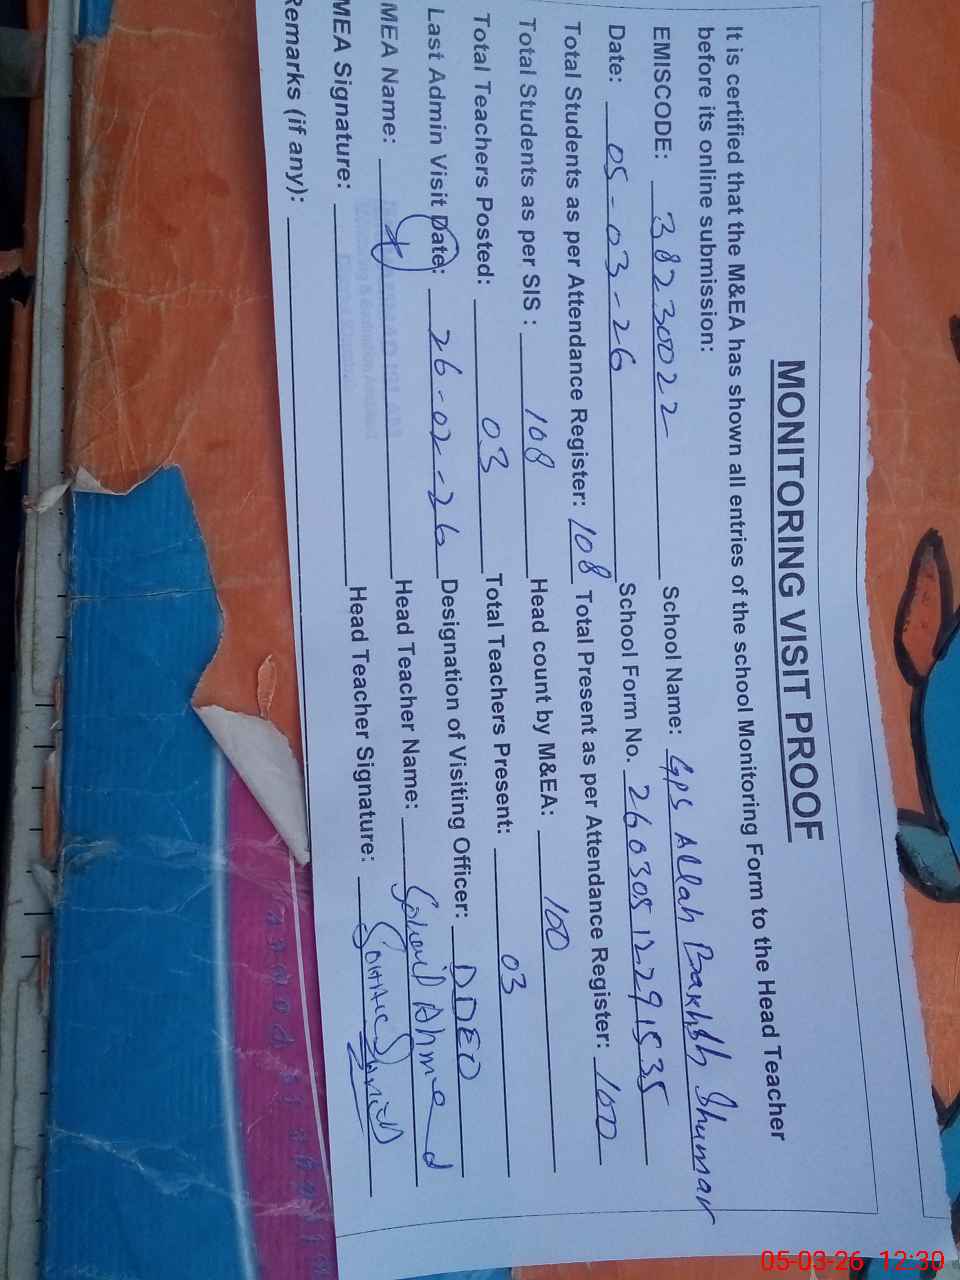 MONITORING VISIT PROOF
It is certified that the M&EA has shown all entries of the school Monitoring Form to the Head Teacher
before its online submission:
EMISCODE: 38230022 School Name: GPS Allah Bakhsh Shumar
Date: 05-03-26 School Form No. 26030512291535
Total Students as per Attendance Register: 108 Total Present as per Attendance Register: 100
Total Students as per SIS : 108 Head count by M&EA: 100
Total Teachers Posted: 03 Total Teachers Present: 03
Last Admin Visit Date: 26-02-26 Designation of Visiting Officer: DDEO
MEA Name: Head Teacher Name: Sohail Ahmed
MEA Signature: Head Teacher Signature:
Remarks (if any):
05-03-26 12:30